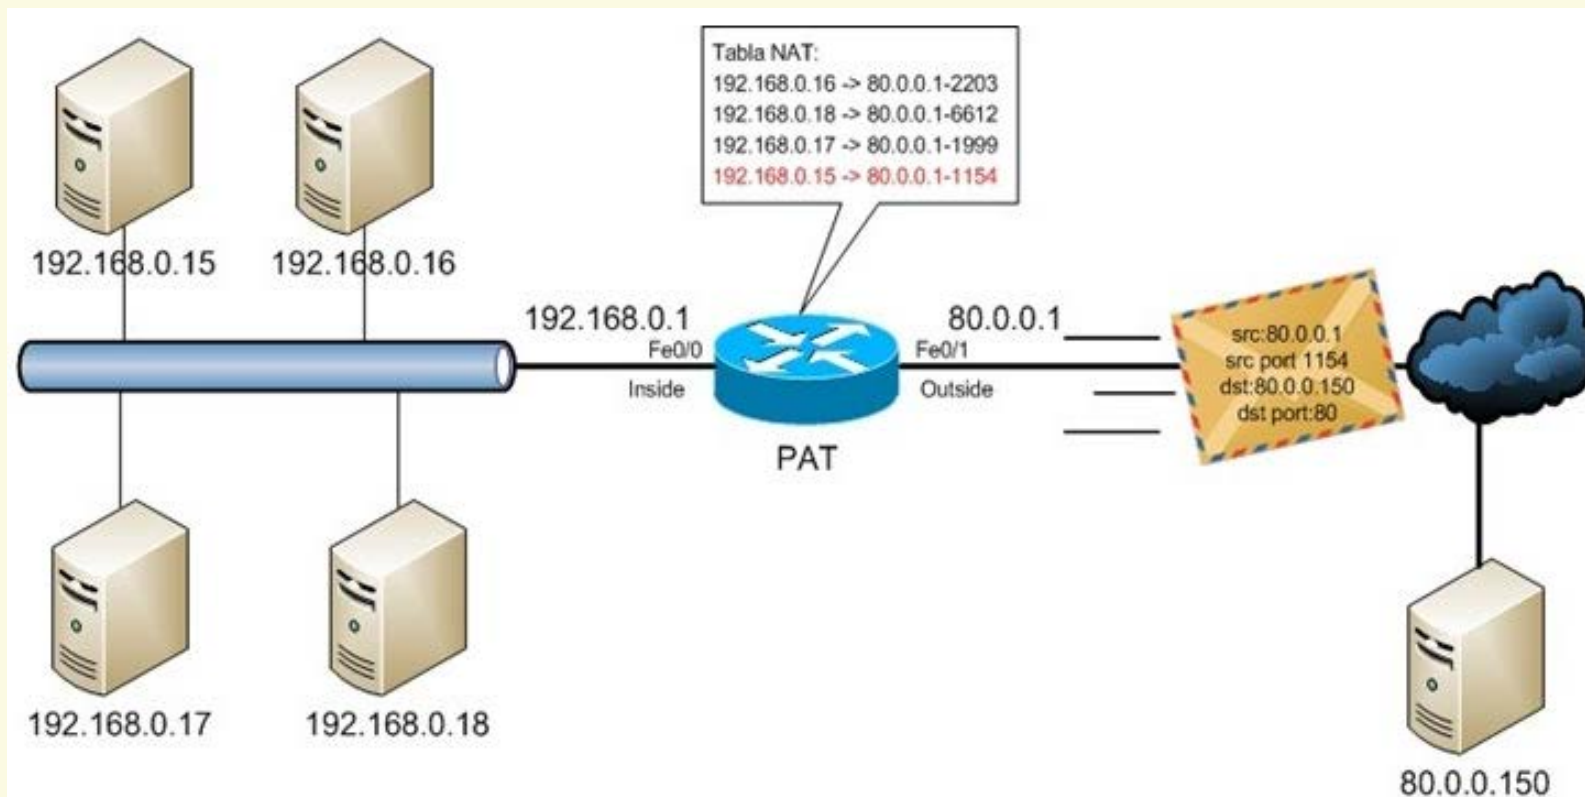 Tabla NAT:
192.168.0.16 -> 80.0.0.1-2203
192.168.0.18 -> 80.0.0.1-6612
192.168.0.17 -> 80.0.0.1-1999
192.168.0.15 -> 80.0.0.1-1154
192.168.0.15
192.168.0.16
192.168.0.1
Fe0/0
Inside
80.0.0.1
Fe0/1
Outside
PAT
src:80.0.0.1
src port 1154
dst:80.0.0.150
dst port:80
192.168.0.17
192.168.0.18
80.0.0.150